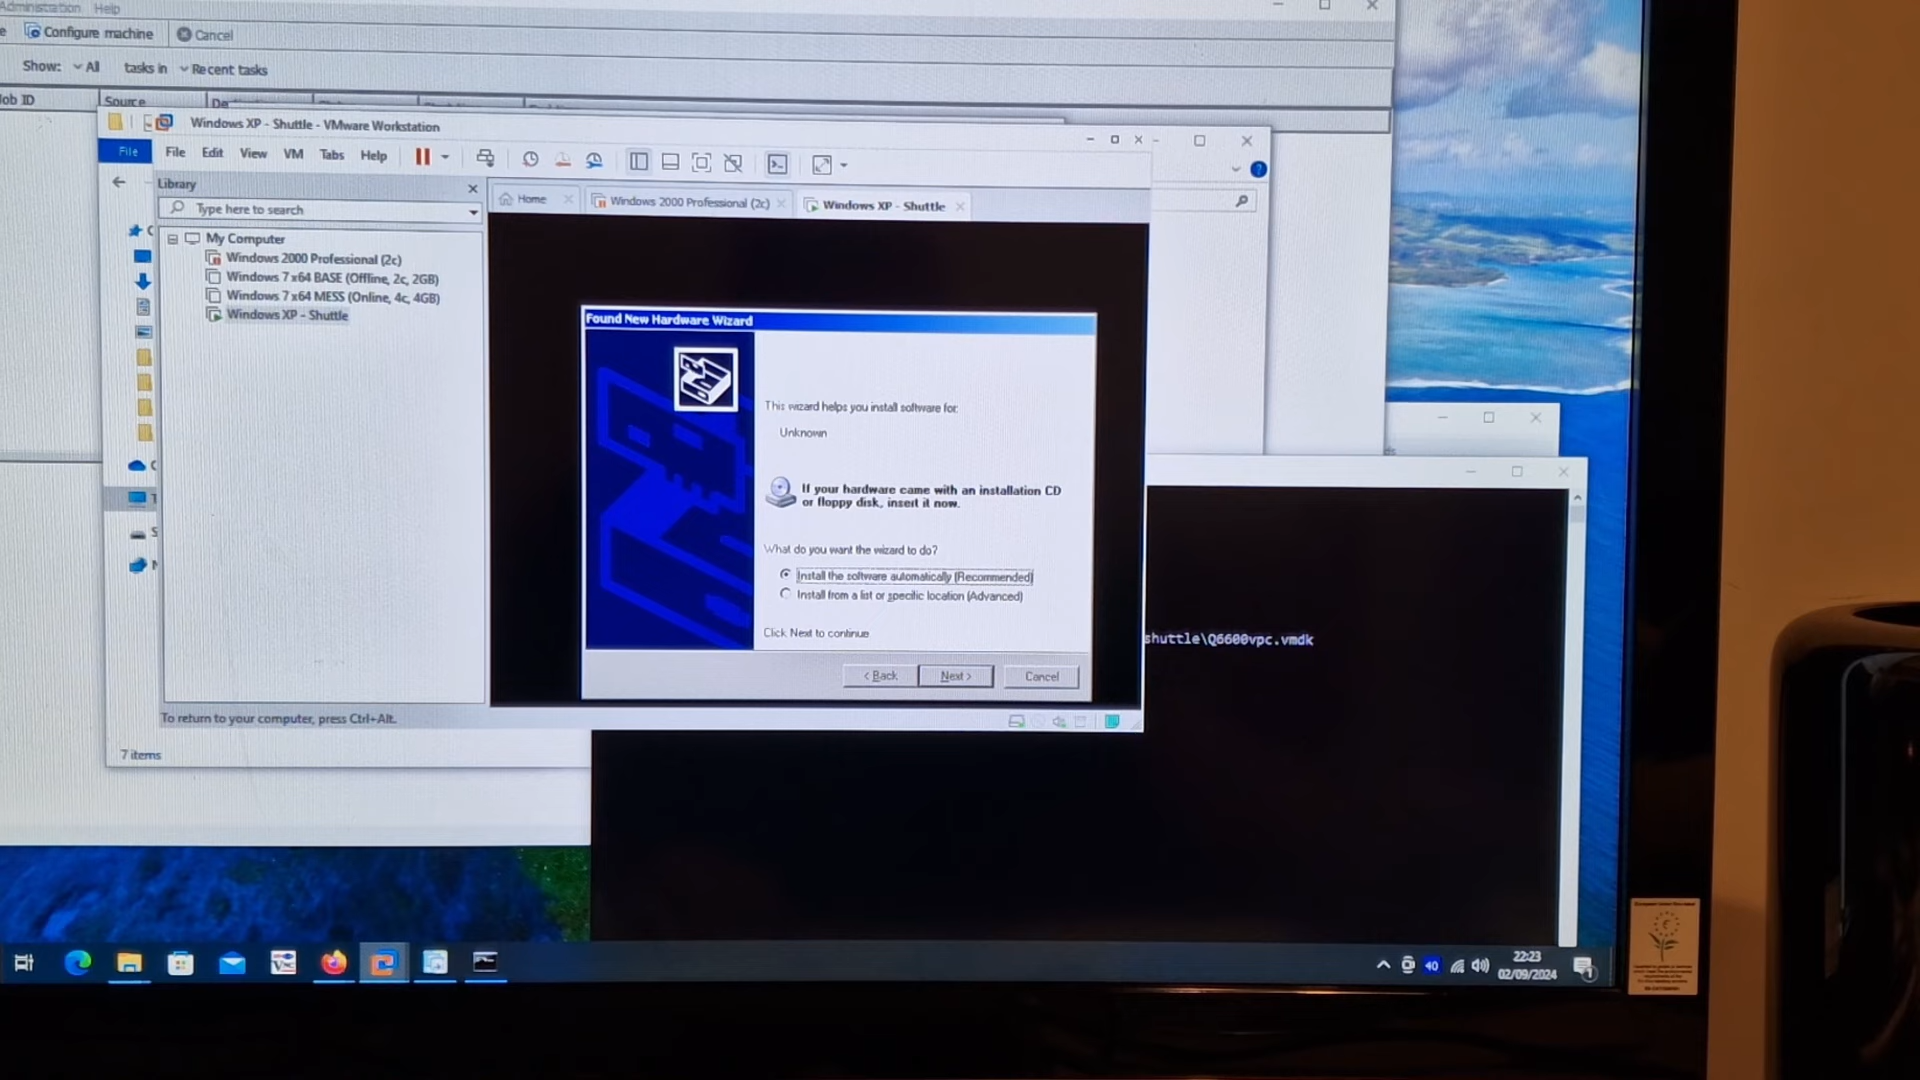 Administration Help
Configure machine Cancel
Show: All tasks in Recent tasks
Job ID Source
Windows XP - Shuttle - VMware Workstation
File File Edit View VM Tabs Help
Library
Type here to search
Home Windows 2000 Professional (2c) Windows XP - Shuttle
My Computer
Windows 2000 Professional (2c)
Windows 7 x64 BASE (Offline, 2c, 2GB)
Windows 7 x64 MESS (Online, 4c, 4GB)
Windows XP - Shuttle
Found New Hardware Wizard
This wizard helps you install software for:
Unknown
If your hardware came with an installation CD
or floppy disk, insert it now.
What do you want the wizard to do?
Install the software automatically (Recommended)
Install from a list or specific location (Advanced)
Click Next to continue
< Back Next > Cancel
shuttle\Q6600vpc.vmdk
To return to your computer, press Ctrl+Alt.
7 items
40
22:23
02/09/2024
1